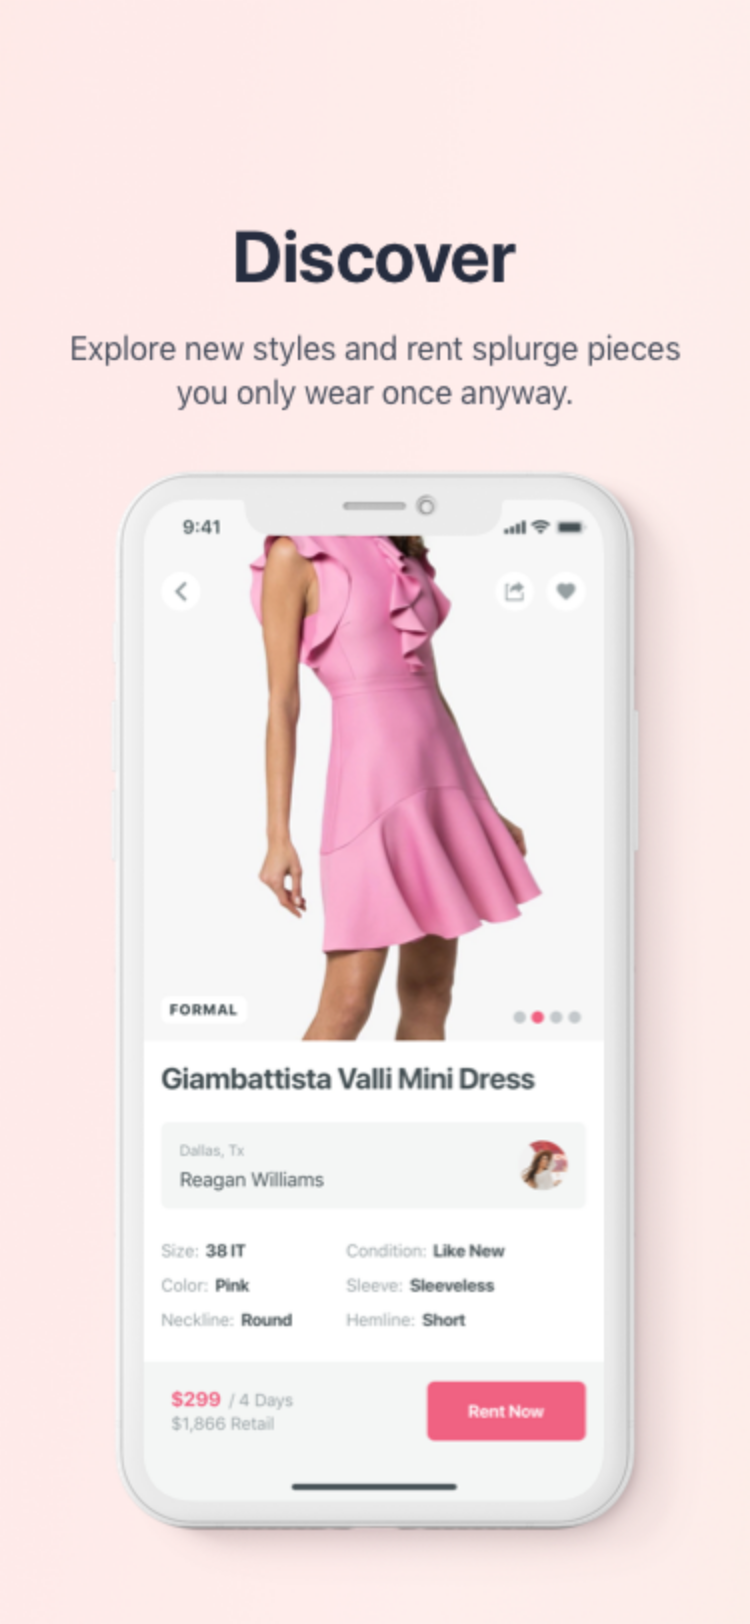 Discover
Explore new styles and rent splurge pieces
you only wear once anyway.
9:41
FORMAL
Giambattista Valli Mini Dress
Dallas, Tx
Reagan Williams
Size: 38 IT Condition: Like New
Color: Pink Sleeve: Sleeveless
Neckline: Round Hemline: Short
$299 / 4 Days
$1,866 Retail
Rent Now